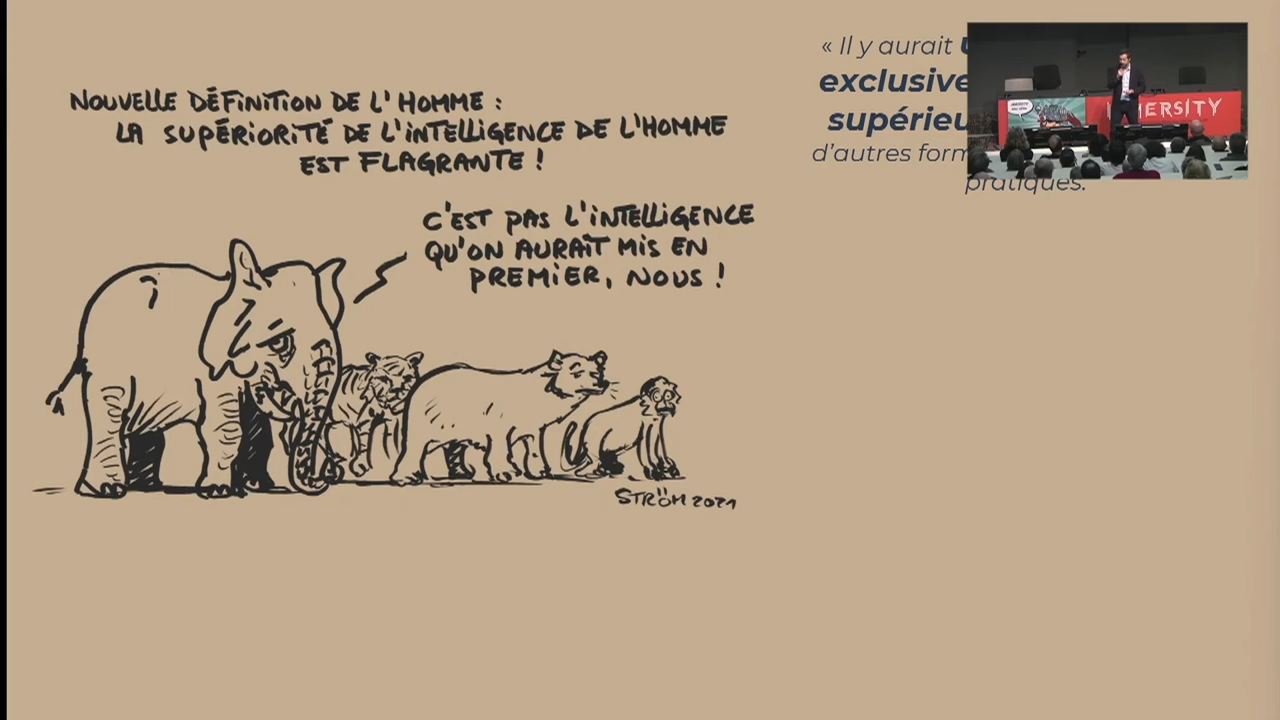 NOUVELLE DÉFINITION DE L'HOMME :
LA SUPÉRIORITÉ DE L'INTELLIGENCE DE L'HOMME
EST FLAGRANTE !
C'EST PAS L'INTELLIGENCE
QU'ON AURAIT MIS EN
PREMIER, NOUS !
STRÖM 2021
« Il y aurait
exclusive
supérieu
d'autres form
pratiques.
MERSITY